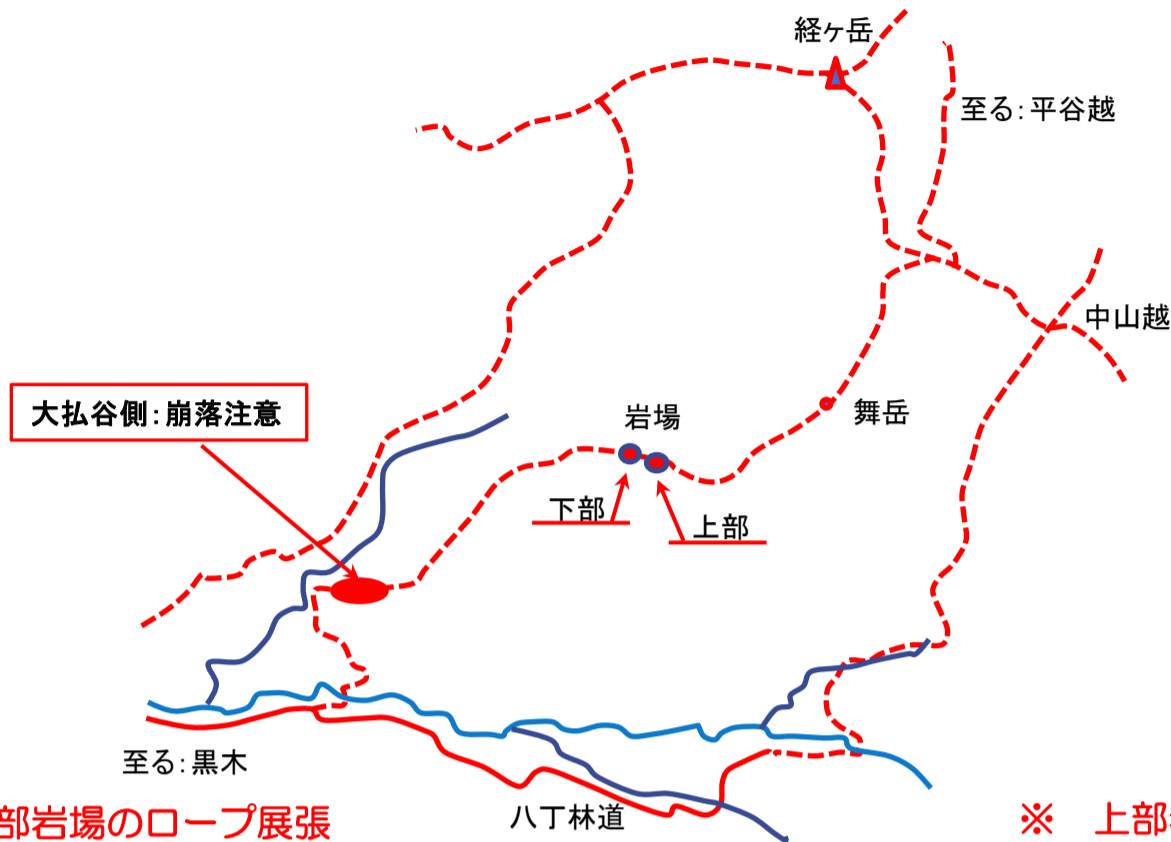 経ヶ岳
至る：平谷越
中山越
大払谷側：崩落注意
岩場
舞岳
下部
上部
至る：黒木
八丁林道
部岩場のロープ展張
※　上部